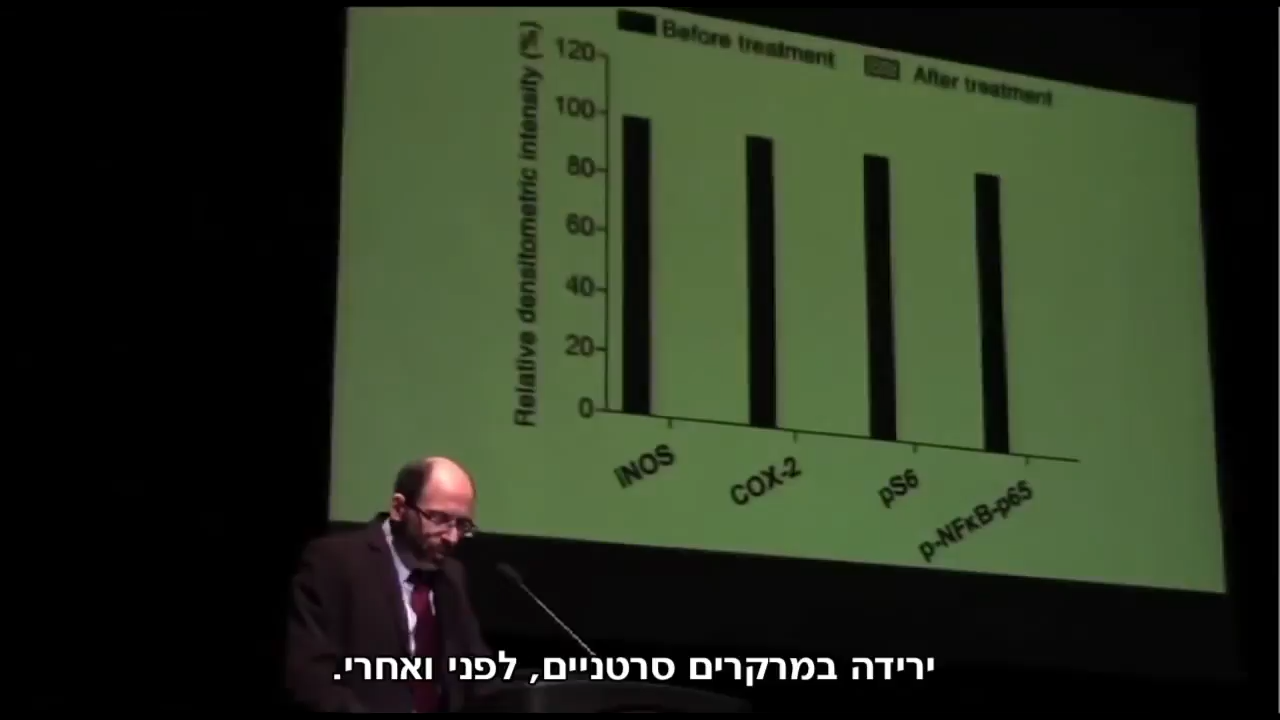 Before treatment
After treatment
Relative densitometric intensity (%)
120
100
80
60
40
20
0
iNOS
COX-2
pS6
p-NFκB-p65
ירידה במרקרים סרטניים, לפני ואחרי.